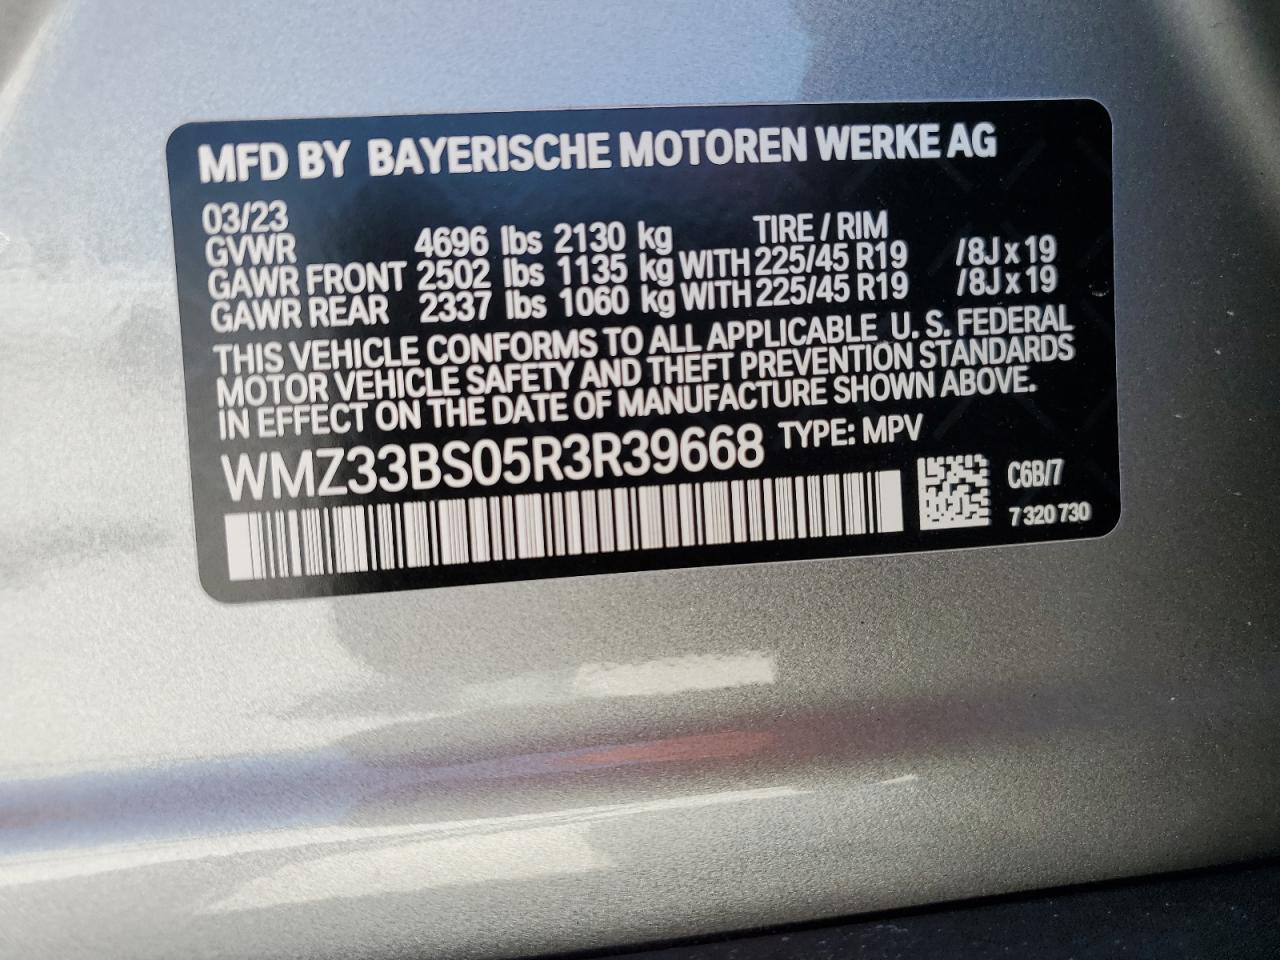 MFD BY BAYERISCHE MOTOREN WERKE AG
03/23 TIRE / RIM
GVWR 4696 lbs 2130 kg
GAWR FRONT 2502 lbs 1135 kg WITH 225/45 R19 /8J x 19
GAWR REAR 2337 lbs 1060 kg WITH 225/45 R19 /8J x 19
THIS VEHICLE CONFORMS TO ALL APPLICABLE U. S. FEDERAL
MOTOR VEHICLE SAFETY AND THEFT PREVENTION STANDARDS
IN EFFECT ON THE DATE OF MANUFACTURE SHOWN ABOVE.
WMZ33BS05R3R39668 TYPE: MPV
C6B/7
7 320 730